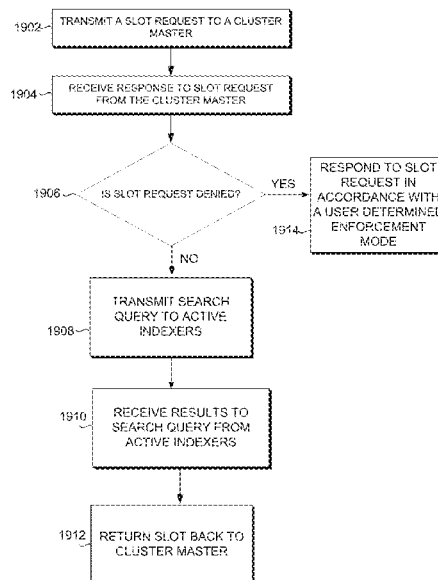 1902
TRANSMIT A SLOT REQUEST TO A CLUSTER
MASTER
1904
RECEIVE RESPONSE TO SLOT REQUEST
FROM THE CLUSTER MASTER
1906
IS SLOT REQUEST DENIED?
YES
RESPOND TO SLOT
REQUEST IN
ACCORDANCE WITH
A USER DETERMINED
ENFORCEMENT
MODE
1914
NO
TRANSMIT SEARCH
QUERY TO ACTIVE
INDEXERS
1908
1910
RECEIVE RESULTS TO
SEARCH QUERY FROM
ACTIVE INDEXERS
1912
RETURN SLOT BACK TO
CLUSTER MASTER